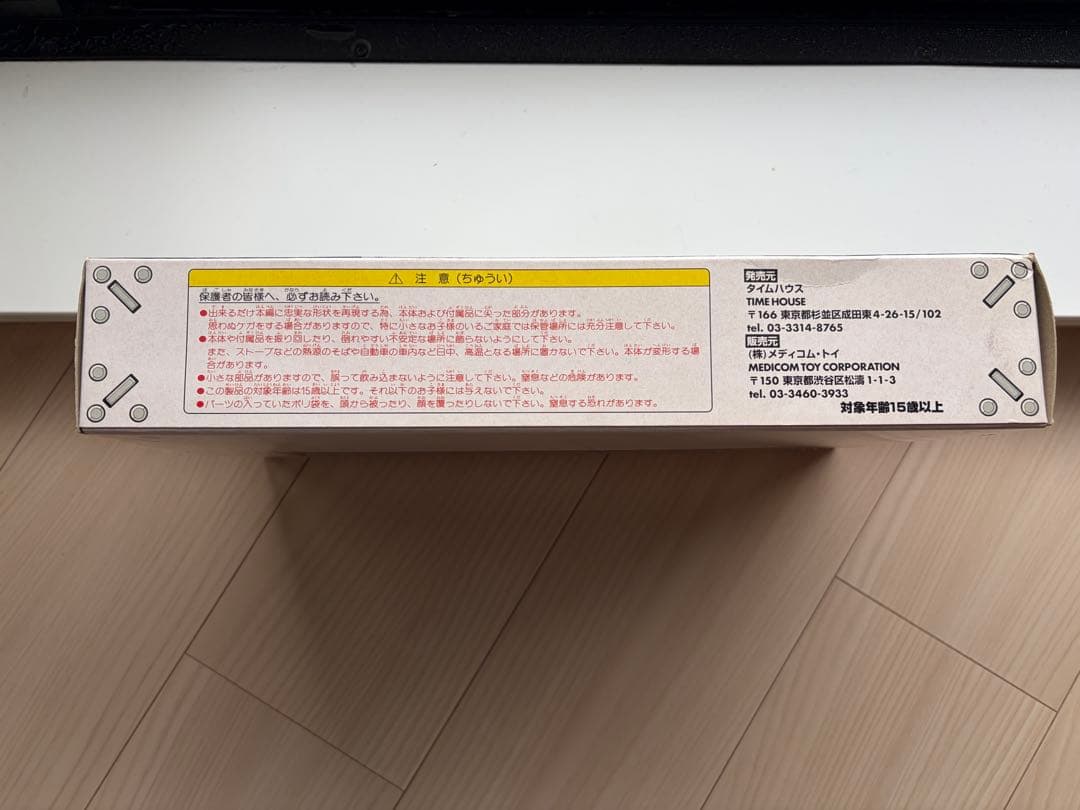 ⚠ 注 意 (ちゅうい)
保護者の皆様へ、必ずお読み下さい。
●出来るだけ本編に忠実な形状を再現する為、本体および付属品に尖った部分があります。
思わぬケガをする場合がありますので、特に小さなお子様のいるご家庭では保管場所には充分注意して下さい。
●本体や付属品を振り回したり、倒れやすい不安定な場所に飾らないようにして下さい。
また、ストーブなどの熱源のそばや自動車の車内など日中、高温となる場所に置かないで下さい。本体が変形する場
合があります。
●小さな部品がありますので、誤って飲み込まないように注意して下さい。窒息などの危険があります。
●この製品の対象年齢は15歳以上です。それ以下のお子様には与えないで下さい。
●パーツの入っていたポリ袋を、頭から被ったり、顔を覆ったりしないで下さい。窒息する恐れがあります。
発売元
タイムハウス
TIME HOUSE
〒166 東京都杉並区成田東4-26-15/102
tel. 03-3314-8765
販売元
(株)メディコム・トイ
MEDICOM TOY CORPORATION
〒150 東京都渋谷区松濤 1-1-3
tel. 03-3460-3933
対象年齢15歳以上